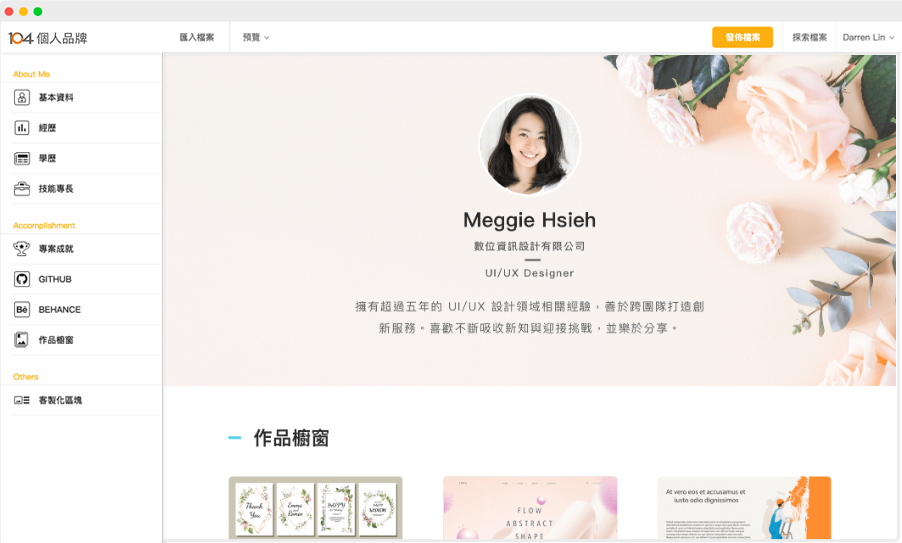 104 個人品牌
匯入檔案
預覽
發佈檔案
探索檔案
Darren Lin
About Me
基本資料
經歷
學歷
技能專長
Accomplishment
專案成就
GITHUB
Bē
BEHANCE
作品櫥窗
Others
客製化區塊
Meggie Hsieh
數位資訊設計有限公司
UI/UX Designer
擁有超過五年的 UI/UX 設計領域相關經驗，善於跨團隊打造創
新服務。喜歡不斷吸收新知與迎接挑戰，並樂於分享。
作品櫥窗
Thank
You
Emma
and
Romeo
HAPPY
HAPPY
FLOW
ABSTRACT
SHAPE
At vero eos et accusamus et
iusto odio dignissimos